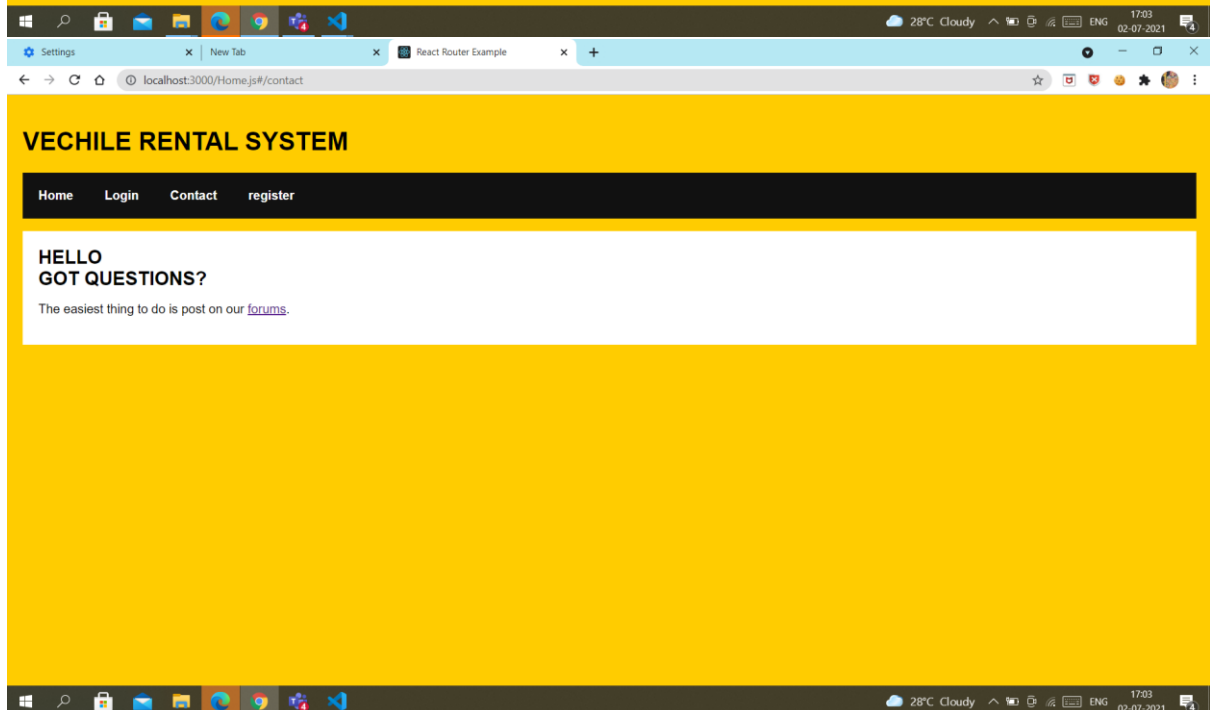 28°C Cloudy ENG 17:03
02-07-2021
4
Settings New Tab React Router Example
localhost:3000/Home.js#/contact
VECHILE RENTAL SYSTEM
Home Login Contact register
HELLO
GOT QUESTIONS?
The easiest thing to do is post on our forums.
28°C Cloudy ENG 17:03
02-07-2021
4